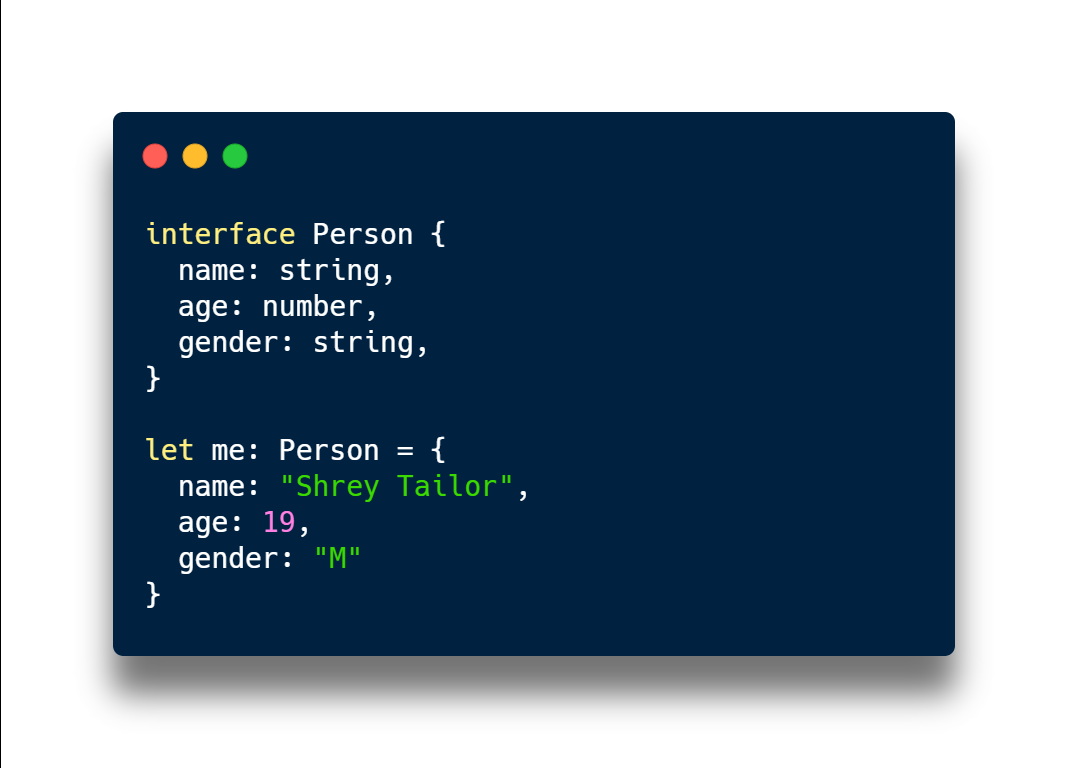 interface Person {
  name: string,
  age: number,
  gender: string,
}

let me: Person = {
  name: "Shrey Tailor",
  age: 19,
  gender: "M"
}